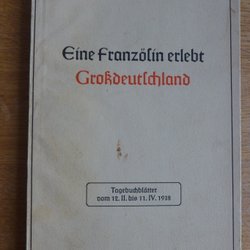 Eine Französin erlebt
Großdeutschland
Tagebuchblätter
vom 12. II. bis 11. IV. 1938